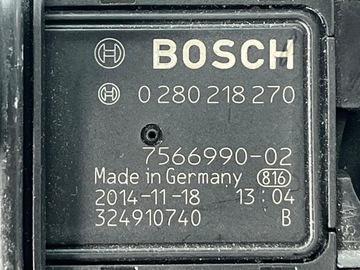 BOSCH
0 280 218 270
7566990-02
Made in Germany 816
2014-11-18 13:04
324910740 B